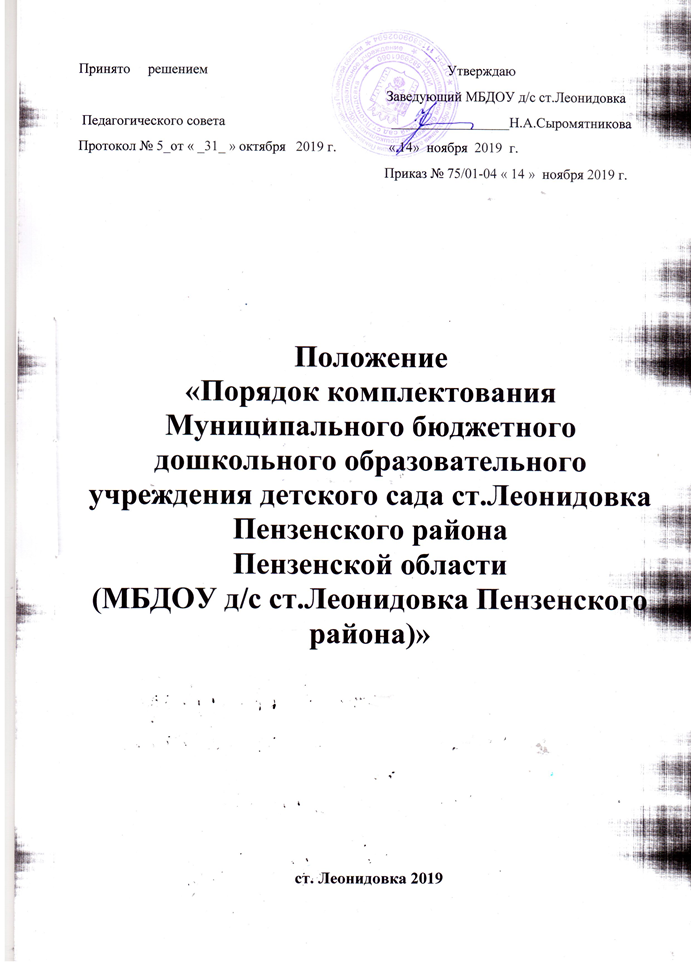 Принято решением Утверждаю
Заведующий МБДОУ д/с ст.Леонидовка
Педагогического совета _________________Н.А.Сыромятникова
Протокол № 5_от « _31_ » октября 2019 г. « 14» ноября 2019 г.
Приказ № 75/01-04 « 14 » ноября 2019 г.
Положение
«Порядок комплектования
Муниципального бюджетного
дошкольного образовательного
учреждения детского сада ст.Леонидовка
Пензенского района
Пензенской области
(МБДОУ д/с ст.Леонидовка Пензенского
района)»
ст. Леонидовка 2019